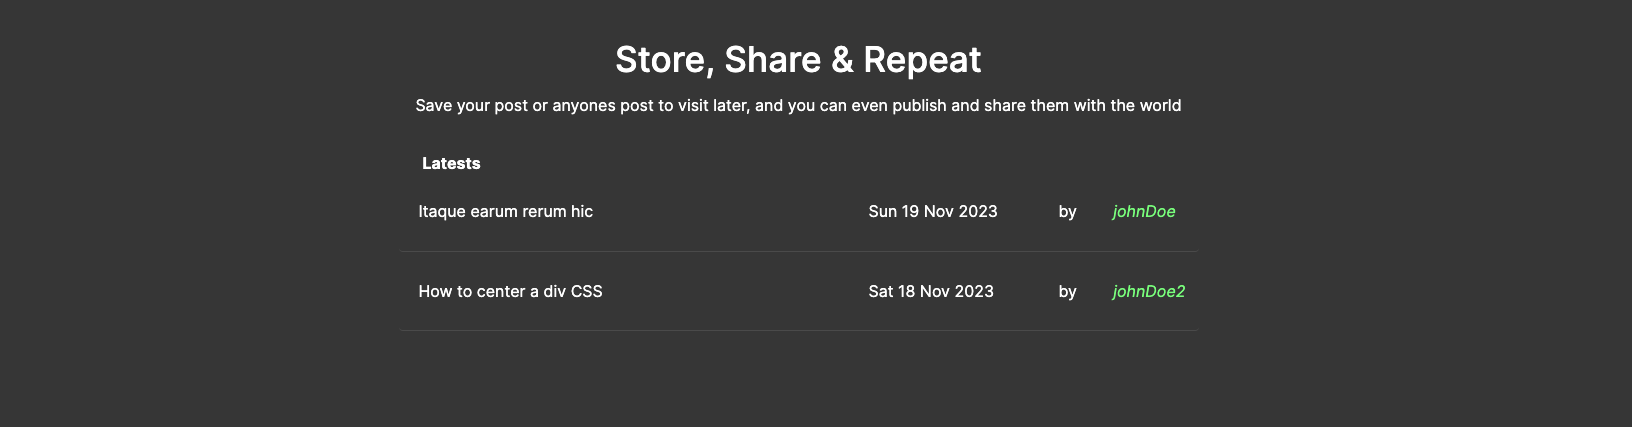 Store, Share & Repeat
Save your post or anyones post to visit later, and you can even publish and share them with the world
Latests
Itaque earum rerum hic Sun 19 Nov 2023 by johnDoe
How to center a div CSS Sat 18 Nov 2023 by johnDoe2